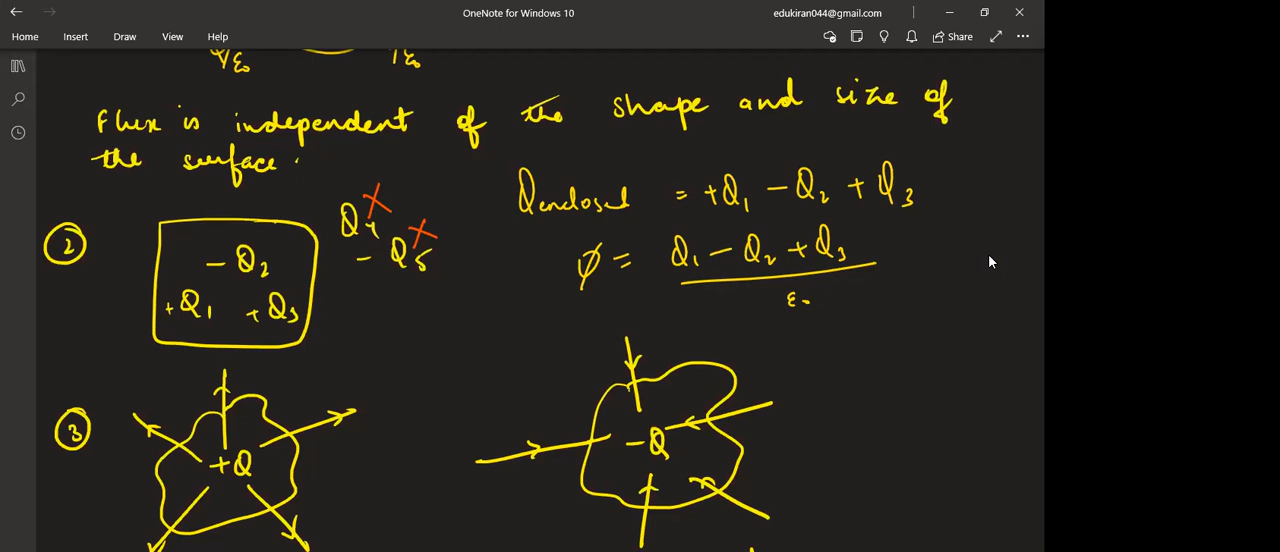 OneNote for Windows 10
edukiran044@gmail.com
Home Insert Draw View Help
Share
Flux is independent of the shape and size of
the surface.
Qenclosed = +Q1 - Q2 + Q3
φ = Q1 - Q2 + Q3
ε₀
②
- Q2
+Q1 +Q3
Q4
- Q5
③
+Q
-Q